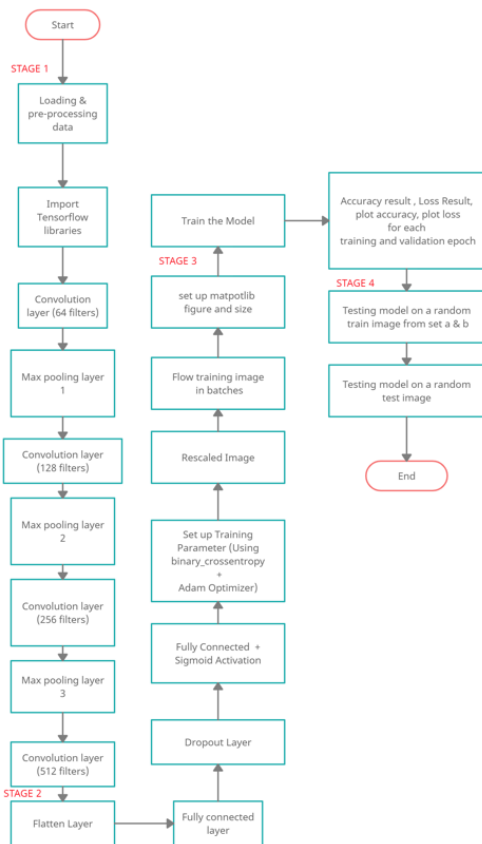 Start
STAGE 1
Loading &
pre-processing
data
Import
Tensorflow
libraries
Convolution
layer (64 filters)
Max pooling layer
1
Convolution layer
(128 filters)
Max pooling layer
2
Convolution layer
(256 filters)
Max pooling layer
3
Convolution layer
(512 filters)
STAGE 2
Flatten Layer
Fully connected
layer
Dropout Layer
Fully Connected +
Sigmoid Activation
Set up Training
Parameter (Using
binary_crossentropy
+
Adam Optimizer)
Rescaled Image
Flow training image
in batches
set up matpotlib
figure and size
STAGE 3
Train the Model
Accuracy result , Loss Result,
plot accuracy, plot loss
for each
training and validation epoch
STAGE 4
Testing model on a random
train image from set a & b
Testing model on a random
test image
End